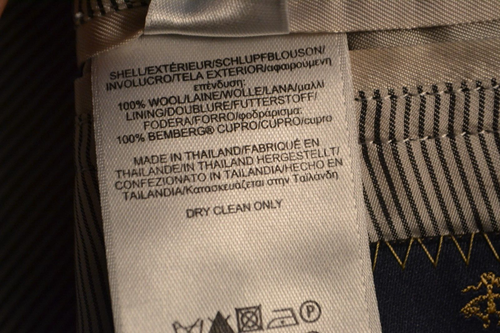 SHELL/EXTÉRIEUR/SCHLUPFBLOUSON/
INVOLUCRO/TELA EXTERIOR/αφαιρουμενη
επένδυση:
100% WOOL/LAINE/WOLLE/LANA/μαλλί
LINING/DOUBLURE/FUTTERSTOFF/
FODERA/FORRO/φοδράρισμα:
100% BEMBERG® CUPRO/CUPRO/cupro
MADE IN THAILAND/FABRIQUÉ EN
THAILANDE/IN THAILAND HERGESTELLT/
CONFEZIONATO IN TAILANDIA/HECHO EN
TAILANDIA/Κατασκευάζεται στην Ταϊλάνδη
DRY CLEAN ONLY
P